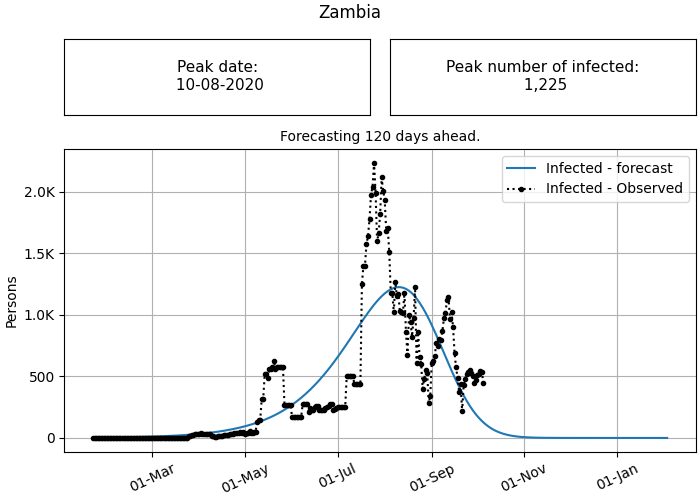 Zambia
Peak date:
10-08-2020
Peak number of infected:
1,225
Forecasting 120 days ahead.
Infected - forecast
Infected - Observed
2.0K
1.5K
1.0K
500
0
Persons
01-Mar
01-May
01-Jul
01-Sep
01-Nov
01-Jan